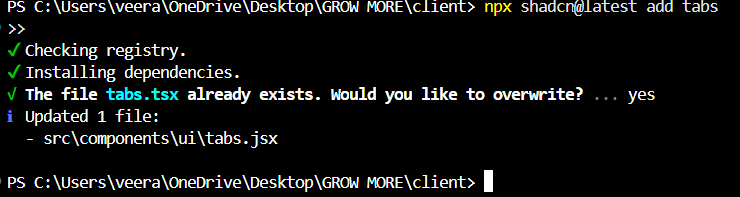 PS C:\Users\veera\OneDrive\Desktop\GROW MORE\client> npx shadcn@latest add tabs
>>
✔ Checking registry.
✔ Installing dependencies.
√ The file tabs.tsx already exists. Would you like to overwrite? ... yes
ℹ Updated 1 file:
- src\components\ui\tabs.jsx
PS C:\Users\veera\OneDrive\Desktop\GROW MORE\client>